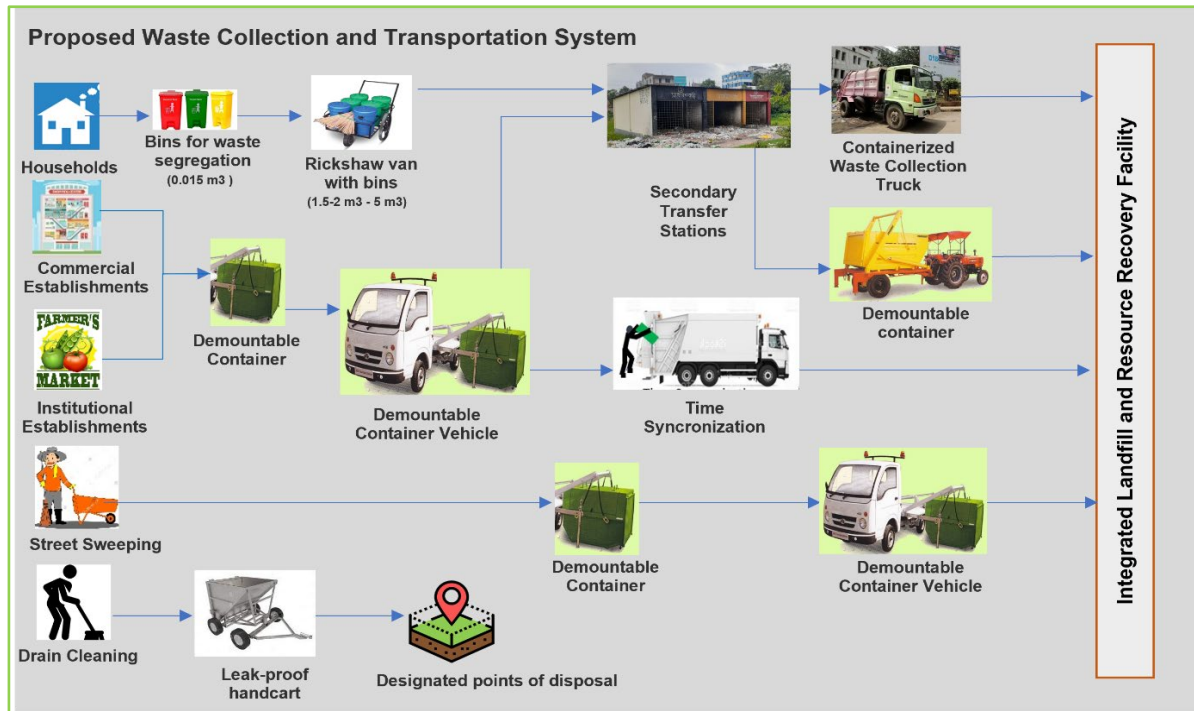 Proposed Waste Collection and Transportation System
Households
Bins for waste
segregation
(0.015 m3 )
Rickshaw van
with bins
(1.5-2 m3 - 5 m3)
Secondary
Transfer
Stations
Containerized
Waste Collection
Truck
Commercial
Establishments
Demountable
Container
Demountable
container
FARMER'S
MARKET
Institutional
Establishments
Demountable
Container Vehicle
Time
Syncronization
Street Sweeping
Demountable
Container
Demountable
Container Vehicle
Drain Cleaning
Leak-proof
handcart
Designated points of disposal
Integrated Landfill and Resource Recovery Facility